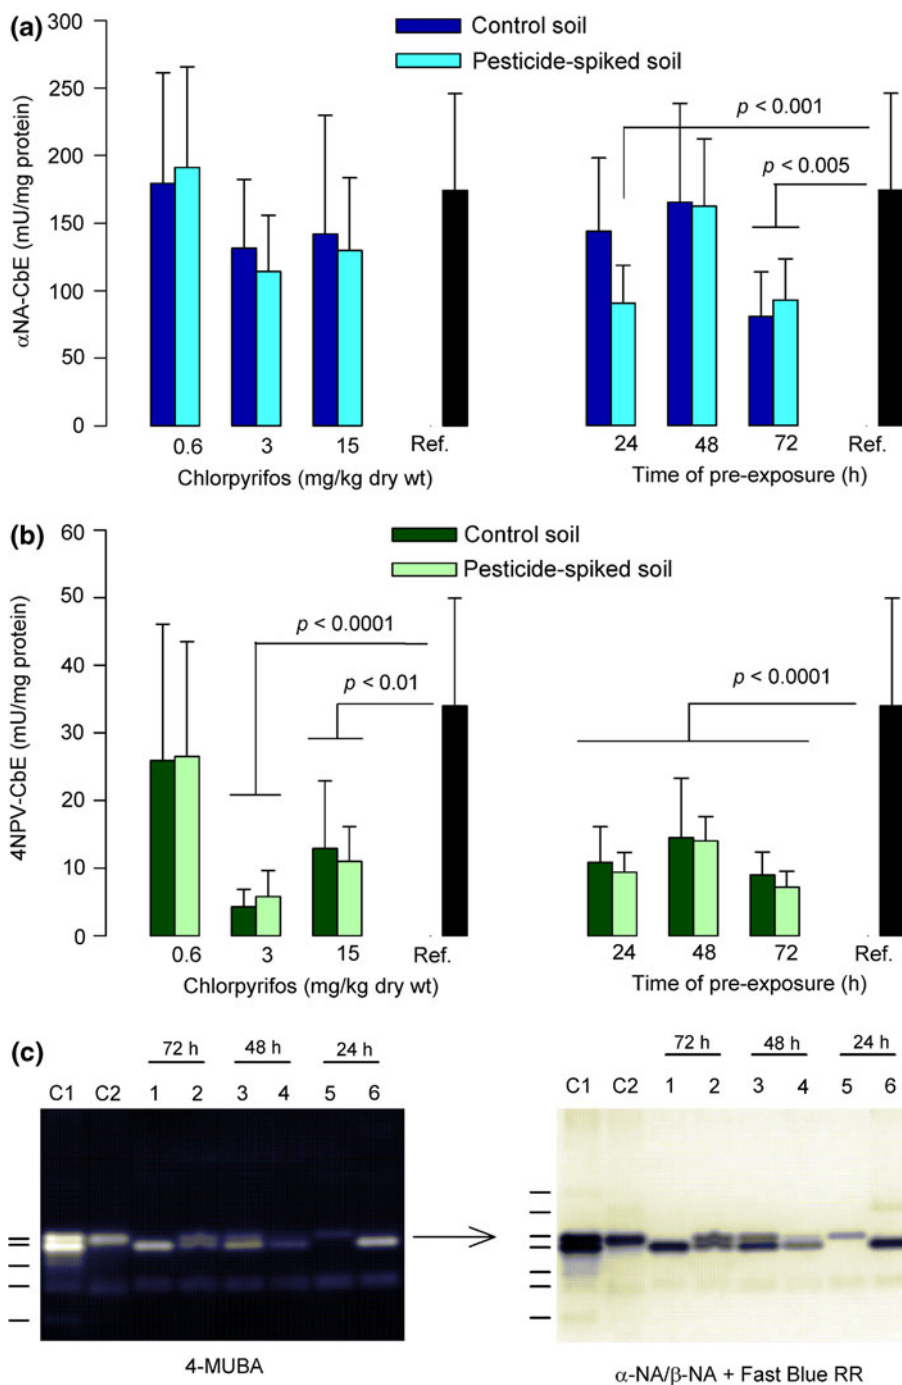 (a)
300
250
200
150
100
50
0
αNA-CbE (mU/mg protein)
Control soil
Pesticide-spiked soil
p < 0.001
p < 0.005
0.6 3 15 Ref.
Chlorpyrifos (mg/kg dry wt)
24 48 72 Ref.
Time of pre-exposure (h)
(b)
60
50
40
30
20
10
0
4NPV-CbE (mU/mg protein)
Control soil
Pesticide-spiked soil
p < 0.0001
p < 0.01
p < 0.0001
0.6 3 15 Ref.
Chlorpyrifos (mg/kg dry wt)
24 48 72 Ref.
Time of pre-exposure (h)
(c)
72 h 48 h 24 h
C1 C2 1 2 3 4 5 6
4-MUBA
72 h 48 h 24 h
C1 C2 1 2 3 4 5 6
α-NA/β-NA + Fast Blue RR